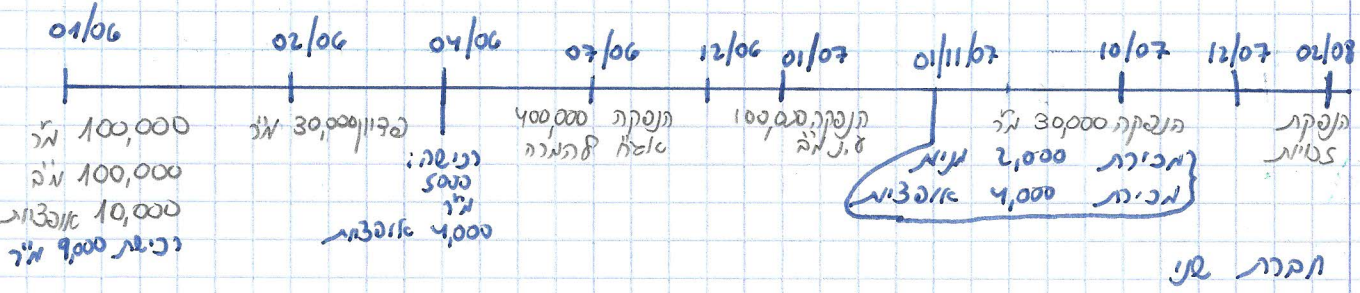 01/06 02/06 04/06 07/06 12/06 01/07 01/11/07 10/07 12/07 02/08
100,000 מ"ר
100,000 מ"ב
10,000 אופציות
רכישת 9,000 מ"ר
פדיון 30,000 מ"ר
רכישה:
5000
מ"ר
4,000 אופציות
הנפקה 400,000
אג"ח להמרה
הנפקה 100,000
ע.נ מ"ב
הנפקה 30,000 מ"ר
מכירת 2,000 מניות
מכירת 4,000 אופציות
הנפקת
זכויות
חברת שני